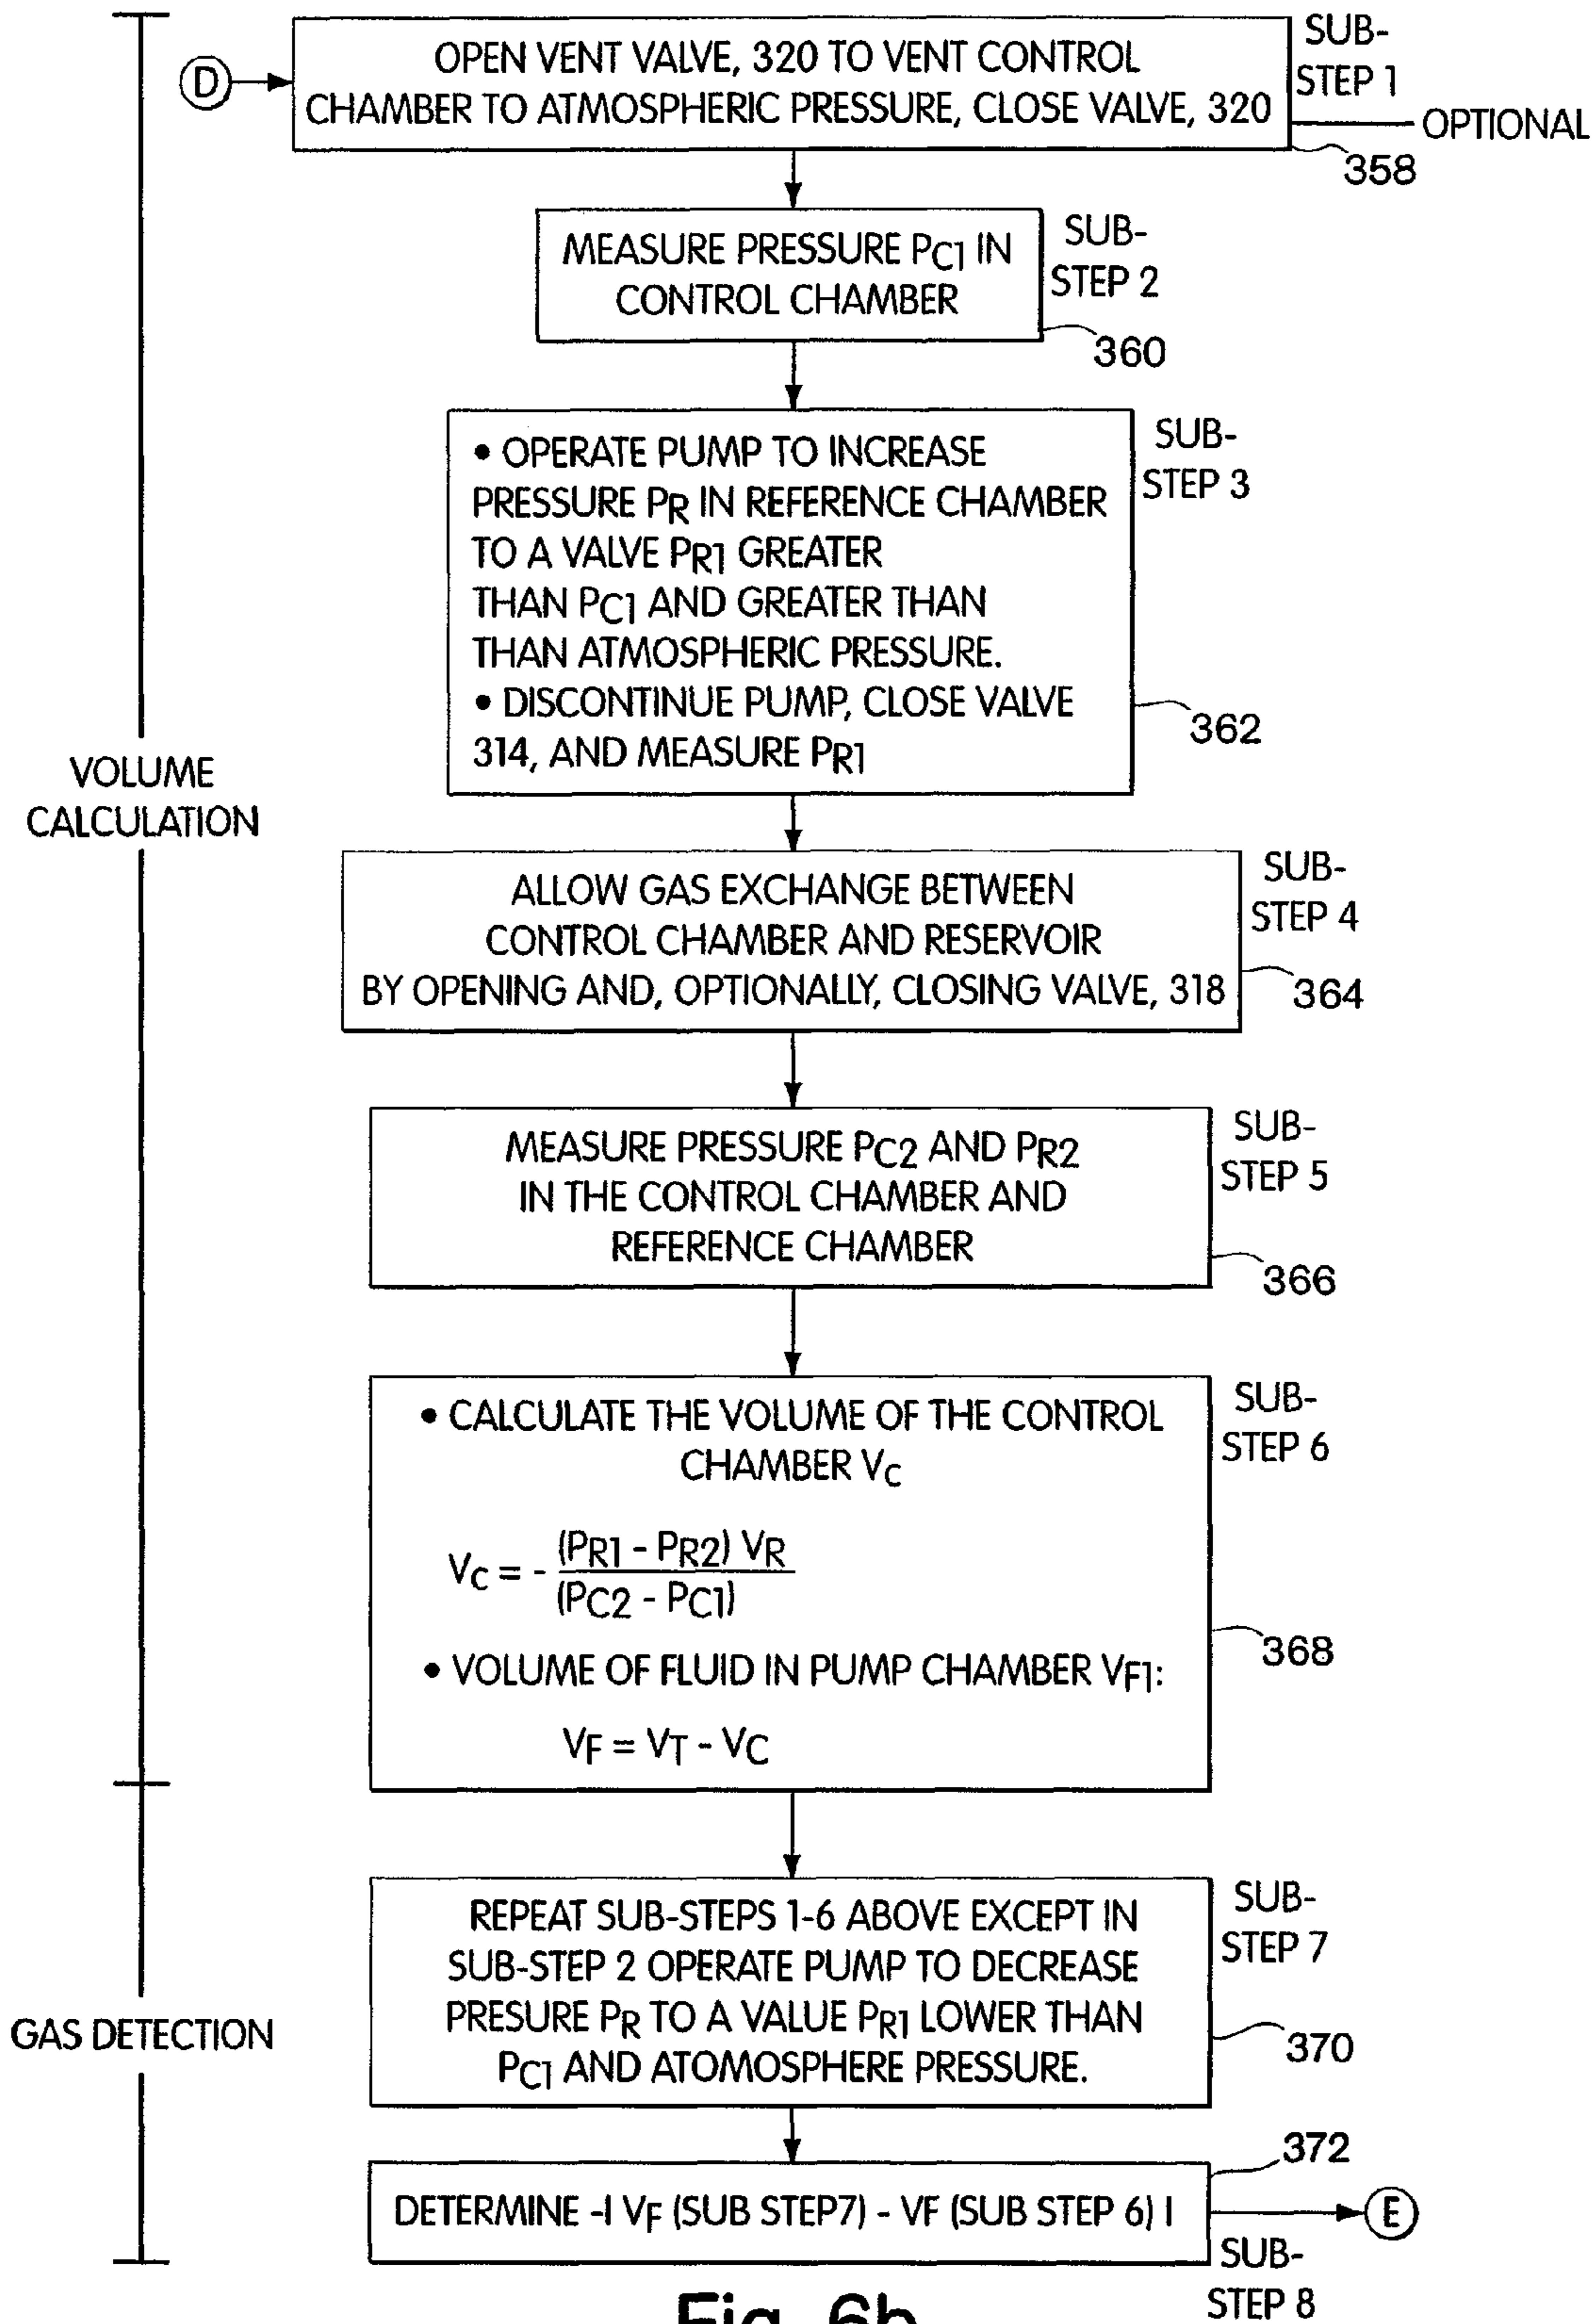 D
OPEN VENT VALVE, 320 TO VENT CONTROL
CHAMBER TO ATMOSPHERIC PRESSURE, CLOSE VALVE, 320
SUB-
STEP 1
OPTIONAL
358
MEASURE PRESSURE PC1 IN
CONTROL CHAMBER
SUB-
STEP 2
360
• OPERATE PUMP TO INCREASE
PRESSURE PR IN REFERENCE CHAMBER
TO A VALVE PR1 GREATER
THAN PC1 AND GREATER THAN
THAN ATMOSPHERIC PRESSURE.
• DISCONTINUE PUMP, CLOSE VALVE
314, AND MEASURE PR1
SUB-
STEP 3
362
VOLUME
CALCULATION
ALLOW GAS EXCHANGE BETWEEN
CONTROL CHAMBER AND RESERVOIR
BY OPENING AND, OPTIONALLY, CLOSING VALVE, 318
SUB-
STEP 4
364
MEASURE PRESSURE PC2 AND PR2
IN THE CONTROL CHAMBER AND
REFERENCE CHAMBER
SUB-
STEP 5
366
• CALCULATE THE VOLUME OF THE CONTROL
CHAMBER VC
VC = - (PR1 - PR2) VR
(PC2 - PC1)
• VOLUME OF FLUID IN PUMP CHAMBER VF1:
VF = VT - VC
SUB-
STEP 6
368
REPEAT SUB-STEPS 1-6 ABOVE EXCEPT IN
SUB-STEP 2 OPERATE PUMP TO DECREASE
PRESURE PR TO A VALUE PR1 LOWER THAN
PC1 AND ATOMOSPHERE PRESSURE.
SUB-
STEP 7
370
GAS DETECTION
DETERMINE -I VF (SUB STEP7) - VF (SUB STEP 6) I
372
E
SUB-
STEP 8
Fig. 6b